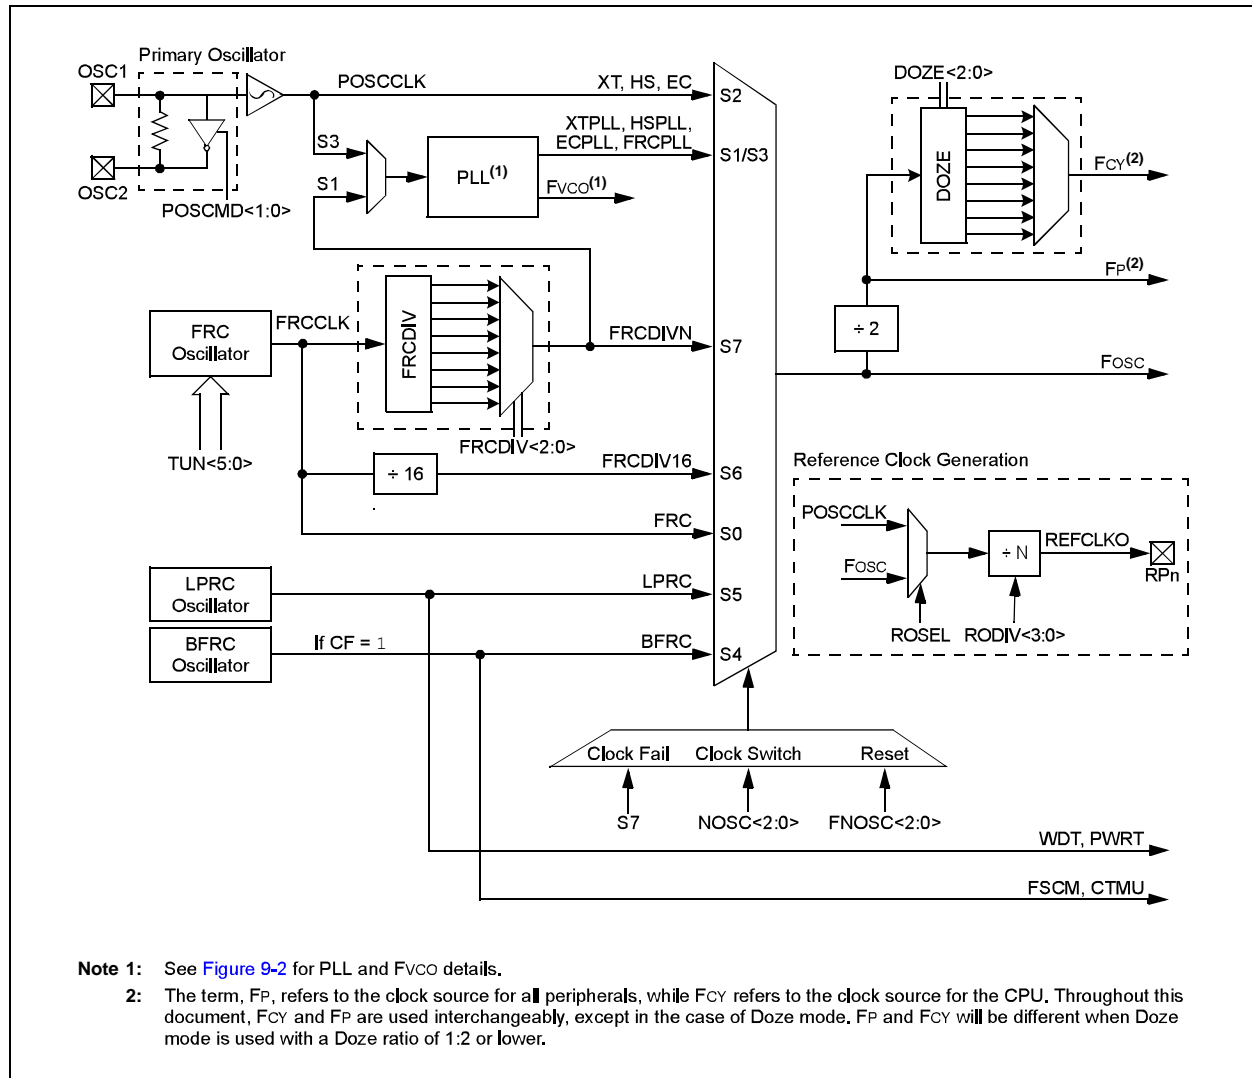 Primary Oscillator
OSC1
OSC2
POSCMD<1:0>
POSCCLK
XT, HS, EC
S2
S3
S1
PLL(1)
XTPLL, HSPLL,
ECPLL, FRCPLL
S1/S3
FVCO(1)
DOZE<2:0>
DOZE
FCY(2)
FP(2)
÷ 2
FOSC
FRC
Oscillator
TUN<5:0>
FRCCLK
FRCDIV
FRCDIV<2:0>
FRCDIVN
S7
÷ 16
FRCDIV16
S6
FRC
S0
LPRC
Oscillator
LPRC
S5
BFRC
Oscillator
If CF = 1
BFRC
S4
Reference Clock Generation
POSCCLK
FOSC
÷ N
REFCLKO
RPn
ROSEL
RODIV<3:0>
Clock Fail
Clock Switch
Reset
S7
NOSC<2:0>
FNOSC<2:0>
WDT, PWRT
FSCM, CTMU
Note 1: See Figure 9-2 for PLL and FVCO details.
2: The term, FP, refers to the clock source for all peripherals, while FCY refers to the clock source for the CPU. Throughout this
document, FCY and FP are used interchangeably, except in the case of Doze mode. FP and FCY will be different when Doze
mode is used with a Doze ratio of 1:2 or lower.